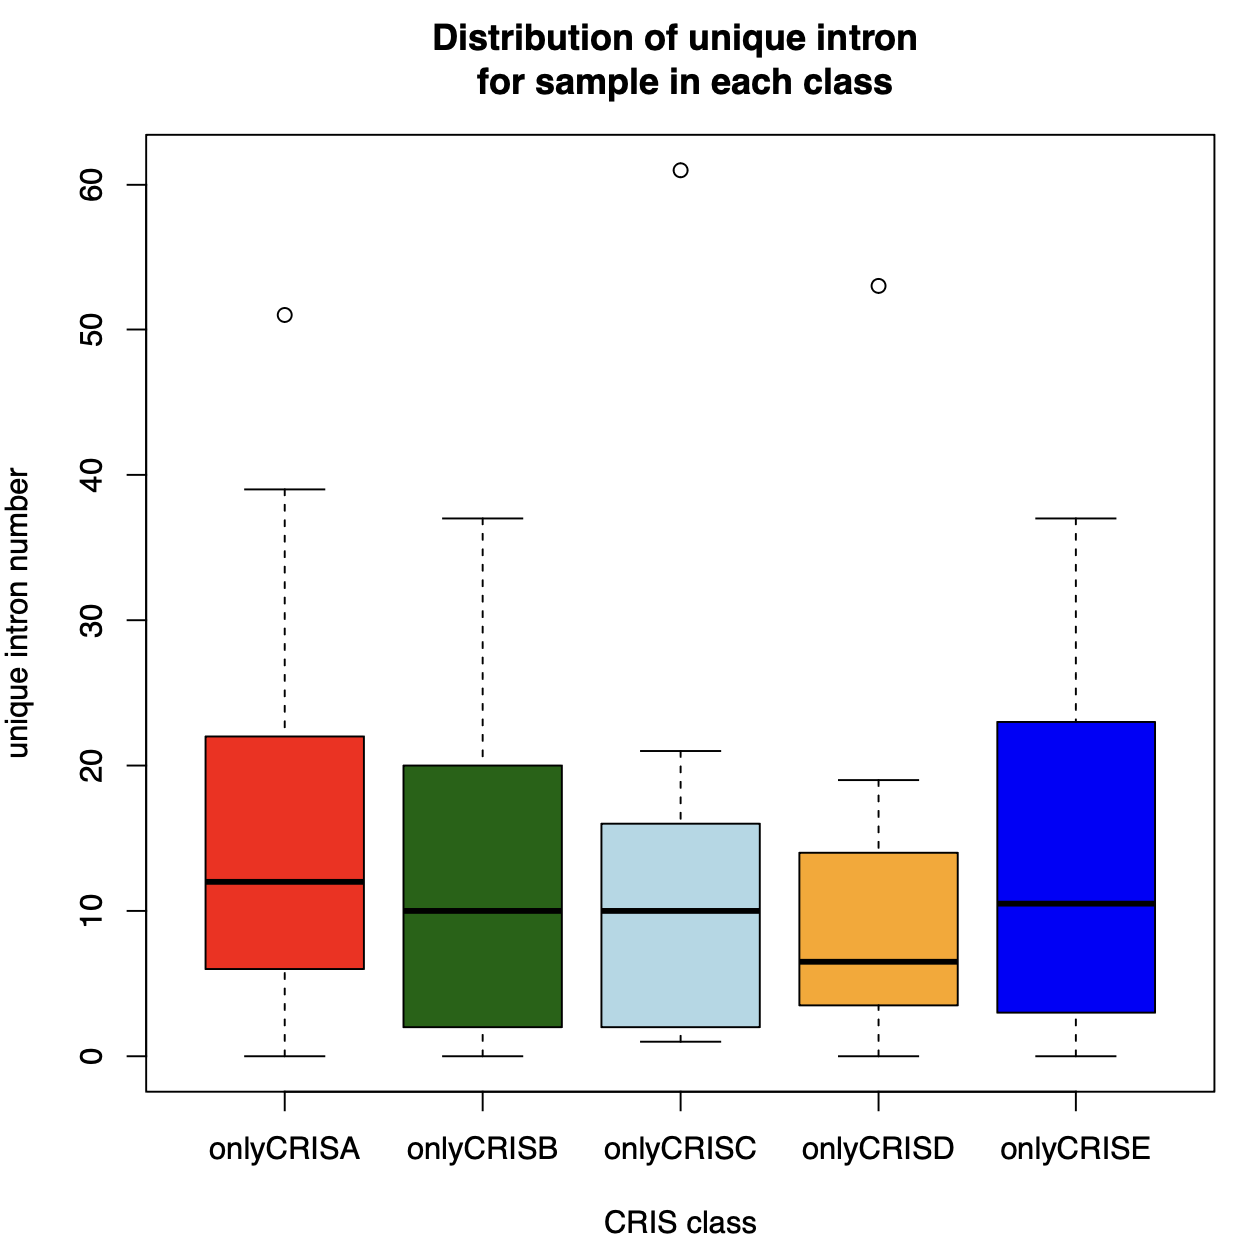 Distribution of unique intron
for sample in each class
unique intron number
60
50
40
30
20
10
0
onlyCRISA onlyCRISB onlyCRISC onlyCRISD onlyCRISE
CRIS class